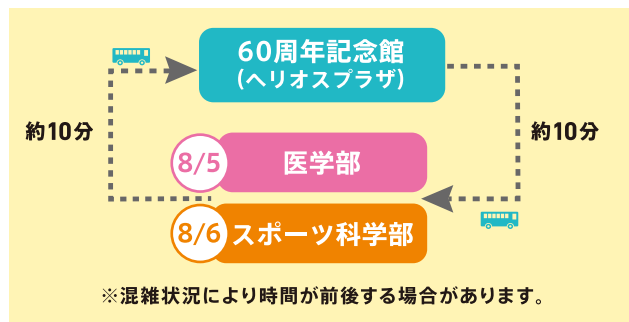 60周年記念館
(ヘリオスプラザ)
約10分
約10分
8/5 医学部
8/6 スポーツ科学部
※混雑状況により時間が前後する場合があります。